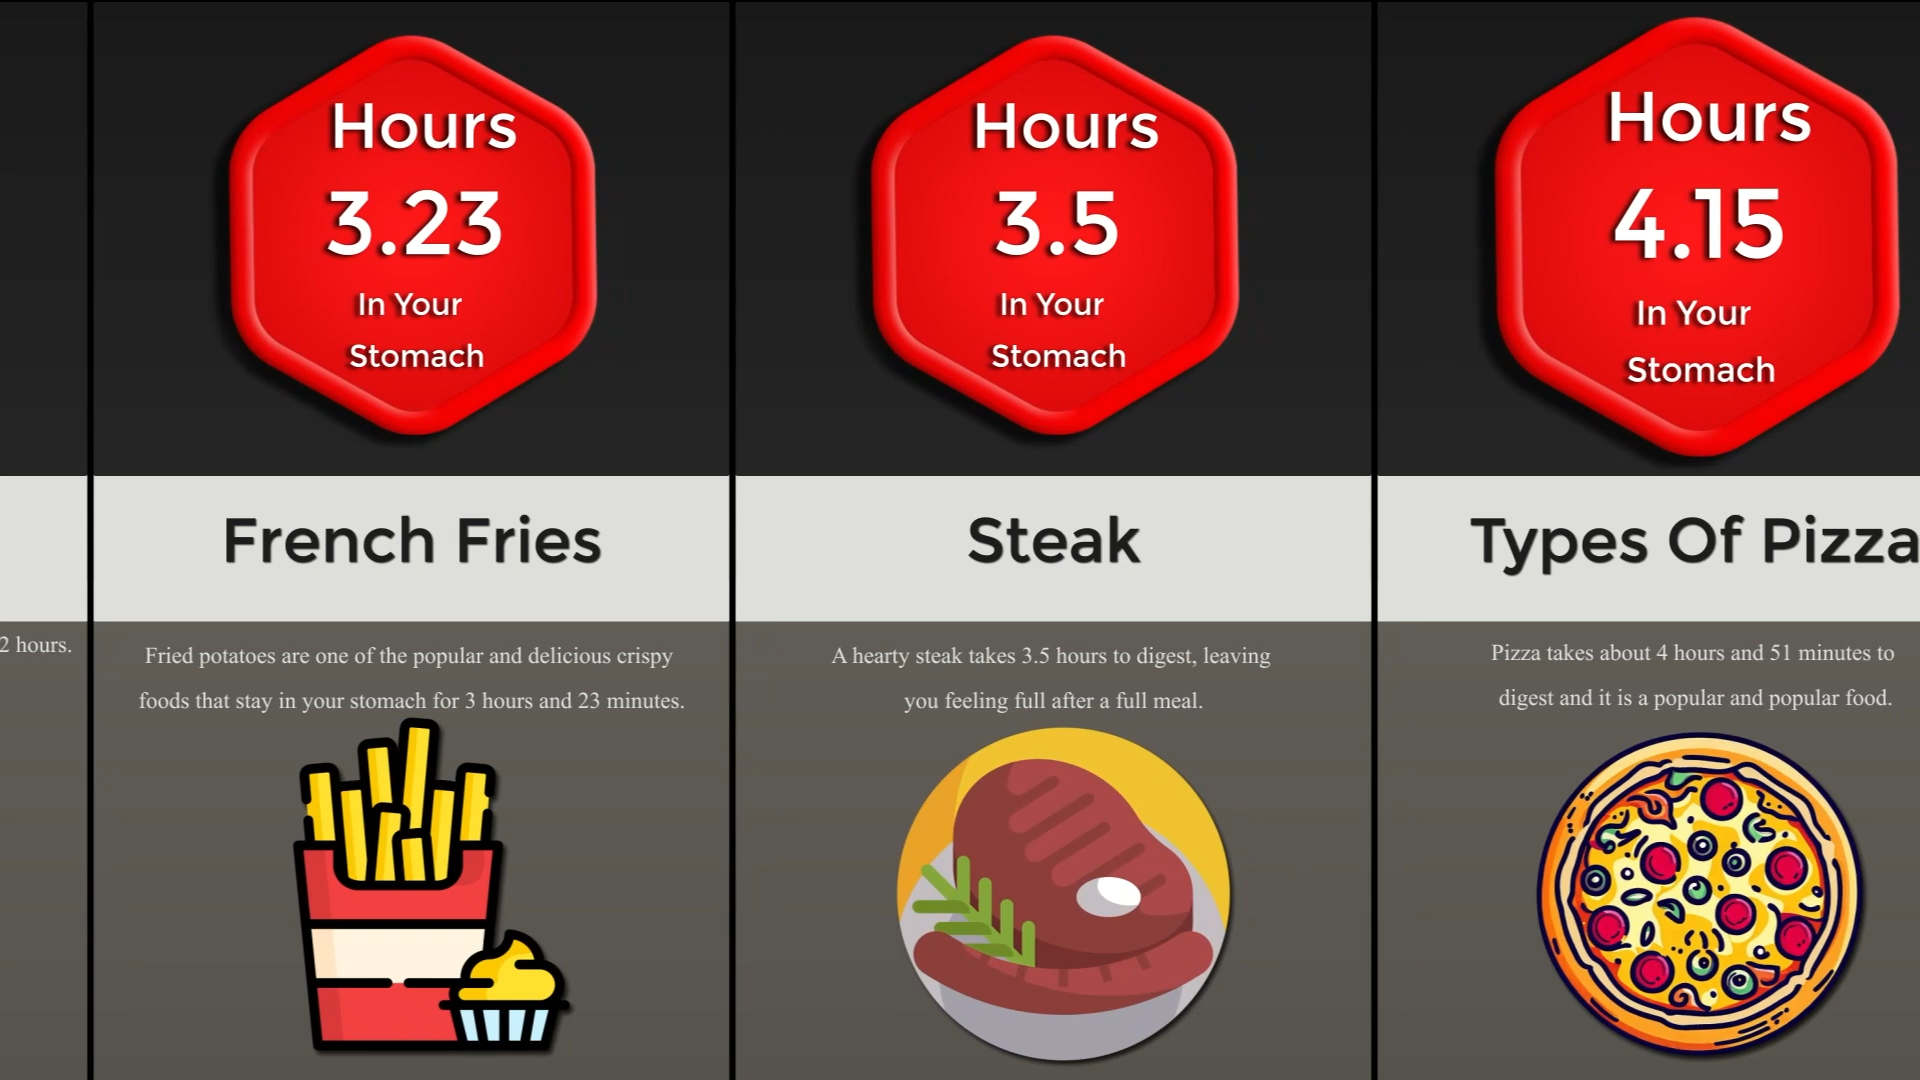 2 hours.
Hours
3.23
In Your
Stomach
French Fries
Fried potatoes are one of the popular and delicious crispy
foods that stay in your stomach for 3 hours and 23 minutes.
Hours
3.5
In Your
Stomach
Steak
A hearty steak takes 3.5 hours to digest, leaving
you feeling full after a full meal.
Hours
4.15
In Your
Stomach
Types Of Pizza
Pizza takes about 4 hours and 51 minutes to
digest and it is a popular and popular food.